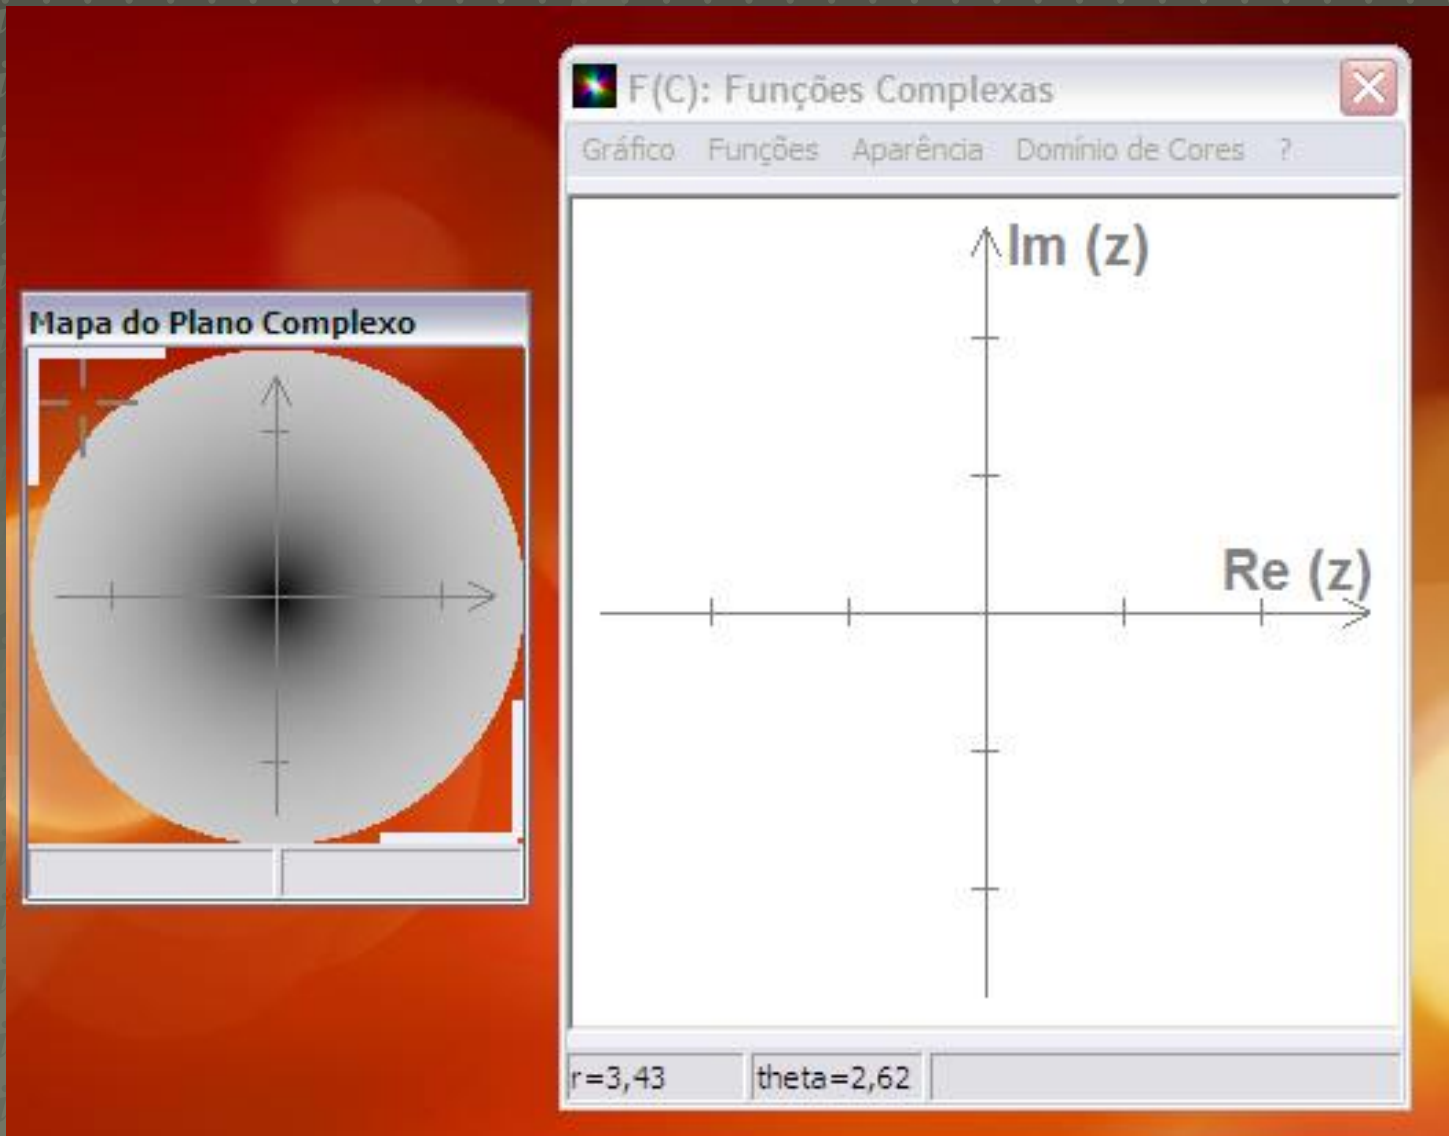 F(C): Funções Complexas
Gráfico Funções Aparência Domínio de Cores ?
Im (z)
Mapa do Plano Complexo
Re (z)
r=3,43 theta=2,62